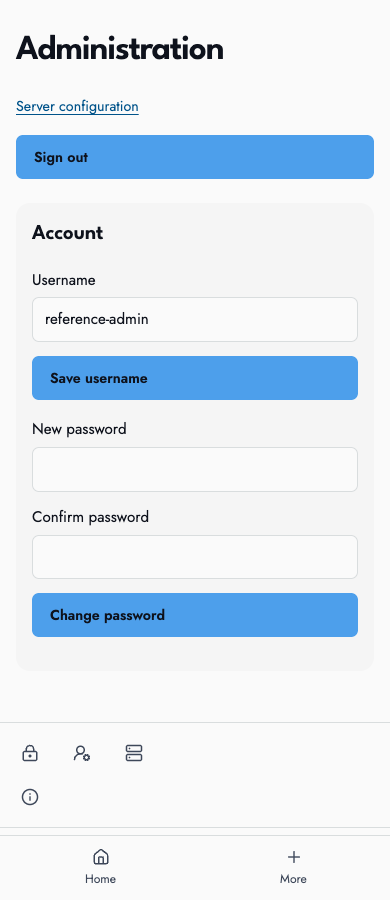 Administration
Server configuration
Sign out
Account
Username
reference-admin
Save username
New password
Confirm password
Change password
Home
More